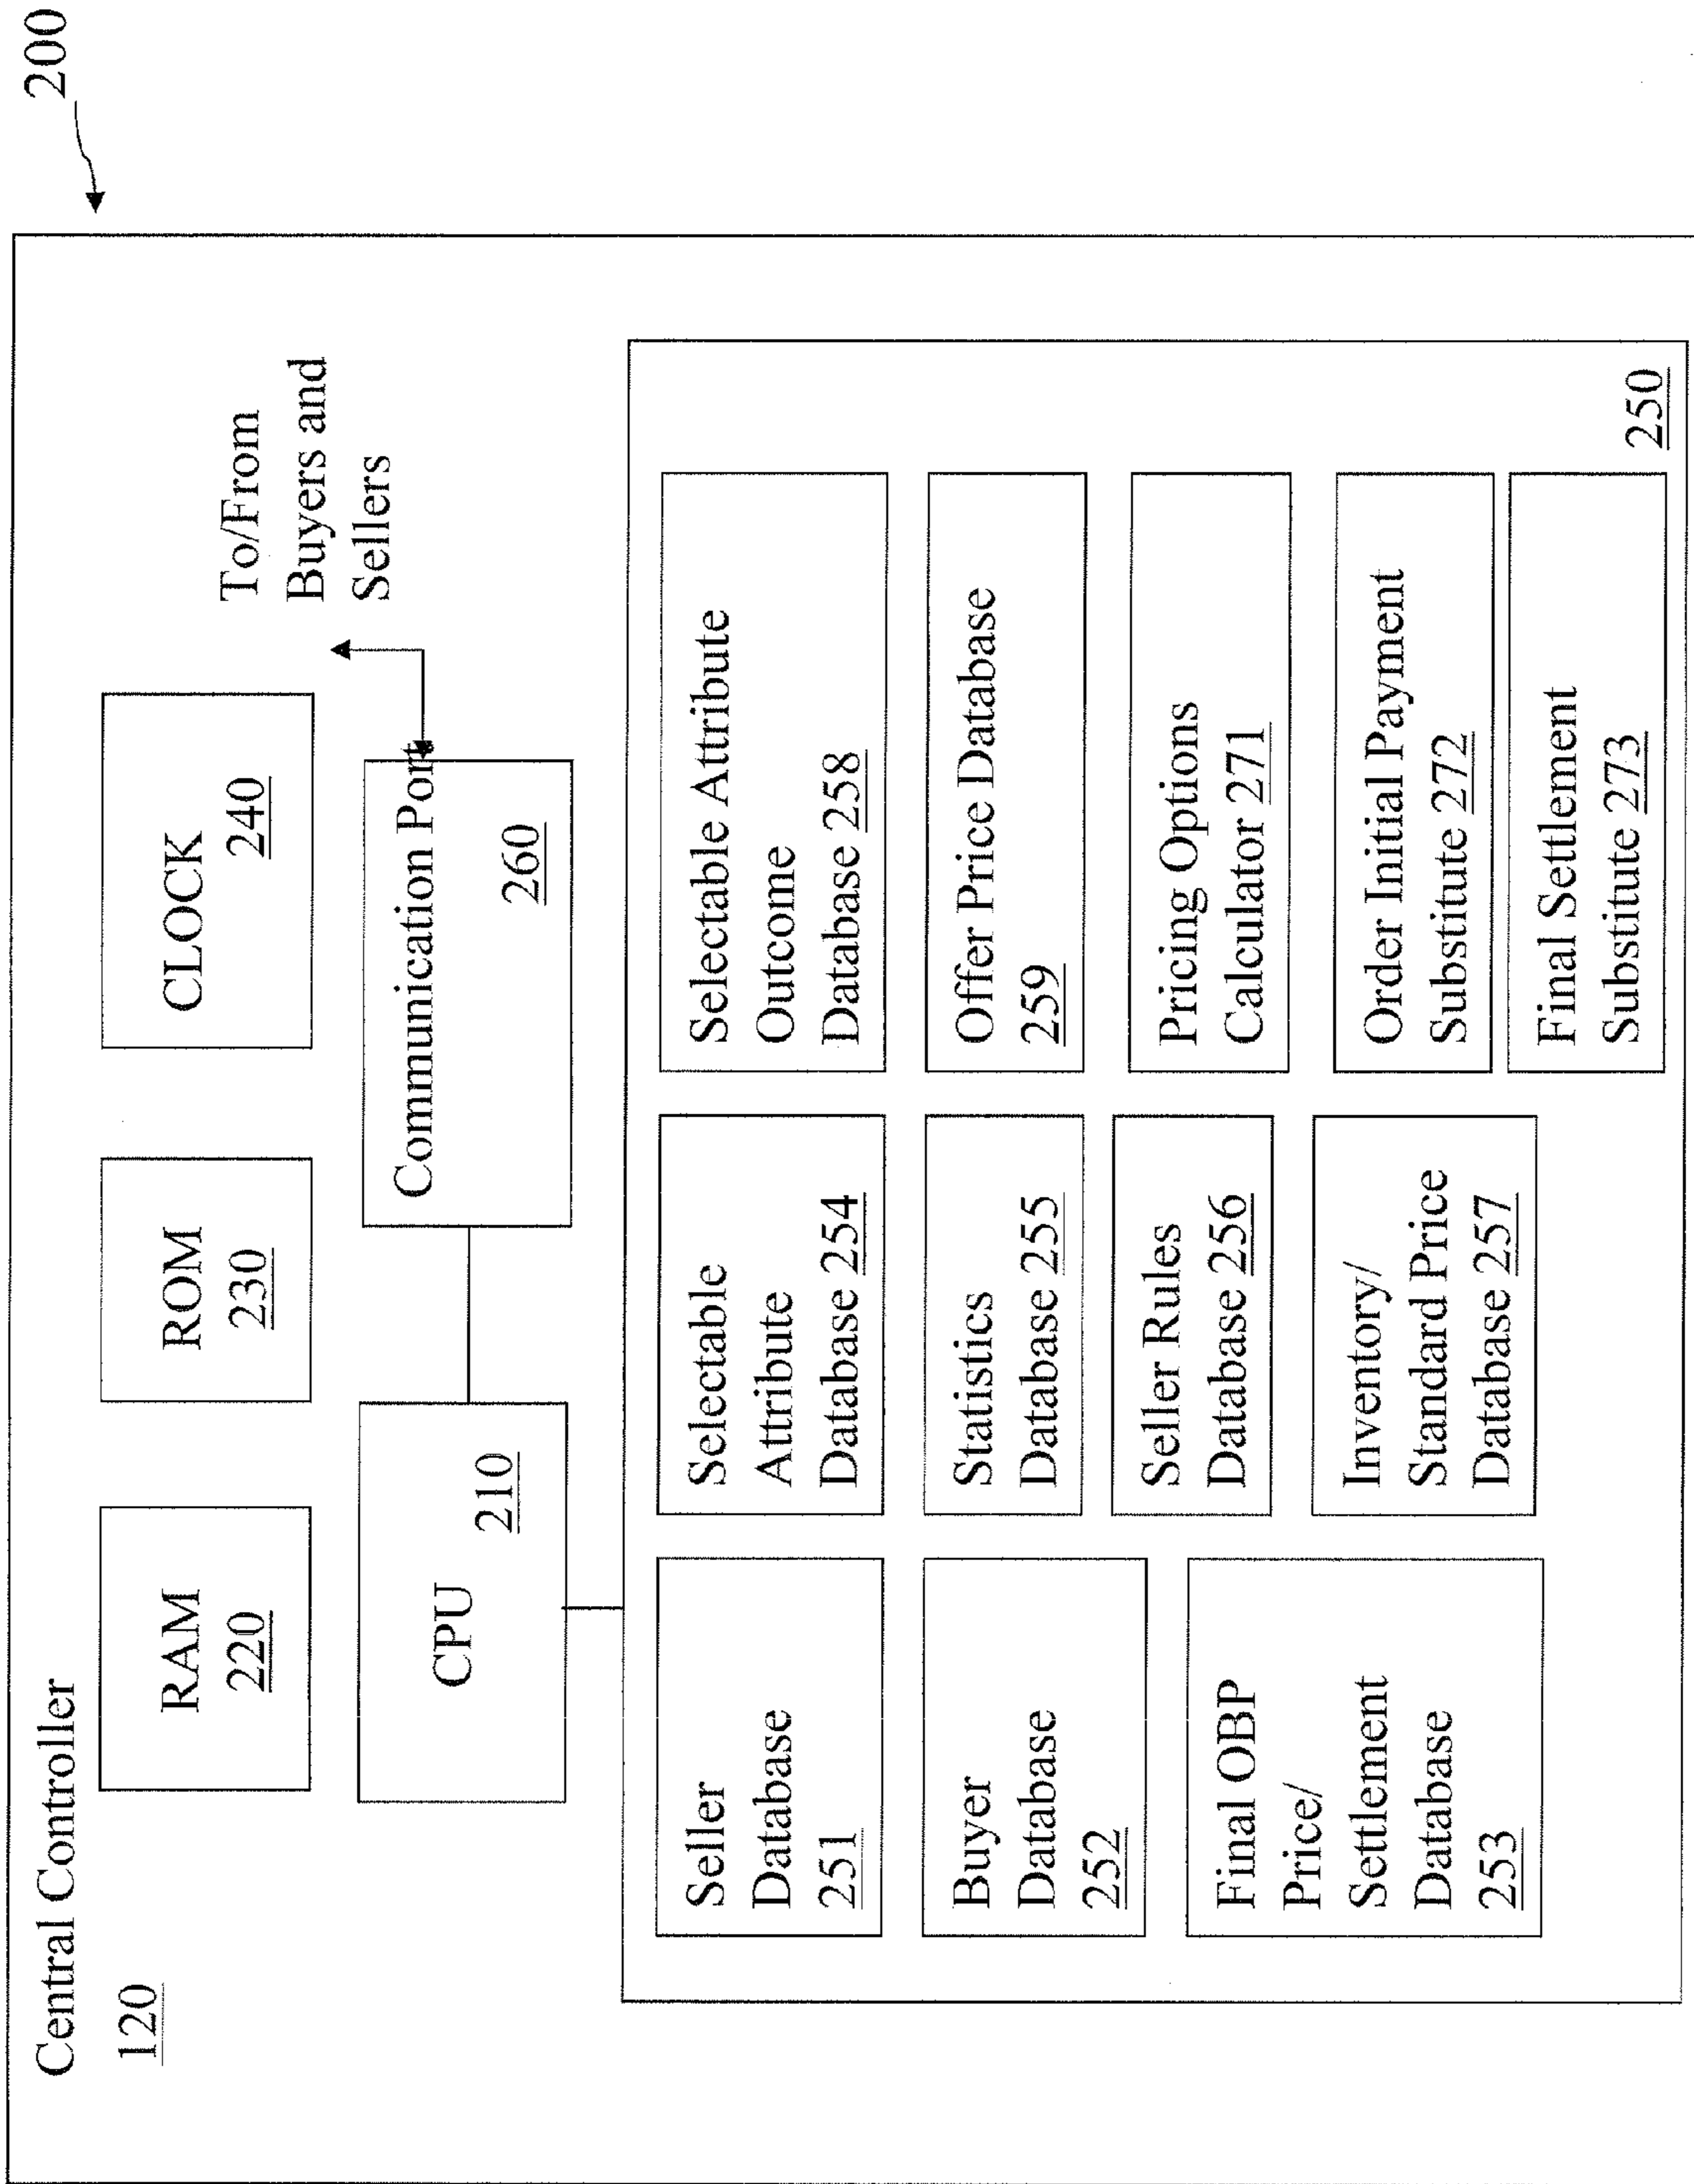 200
Central Controller
120
RAM
220
ROM
230
CLOCK
240
To/From
Buyers and
Sellers
CPU
210
Communication Port
260
Seller
Database
251
Buyer
Database
252
Final OBP
Price/
Settlement
Database
253
Selectable
Attribute
Database 254
Statistics
Database 255
Seller Rules
Database 256
Inventory/
Standard Price
Database 257
Selectable Attribute
Outcome
Database 258
Offer Price Database
259
Pricing Options
Calculator 271
Order Initial Payment
Substitute 272
Final Settlement
Substitute 273
250